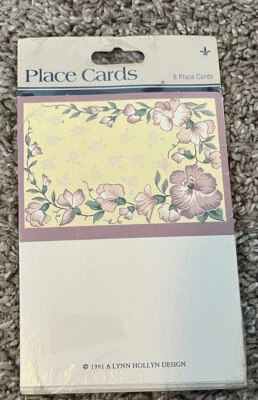 Place Cards
8 Place Cards
© 1991 A LYNN HOLLYN DESIGN